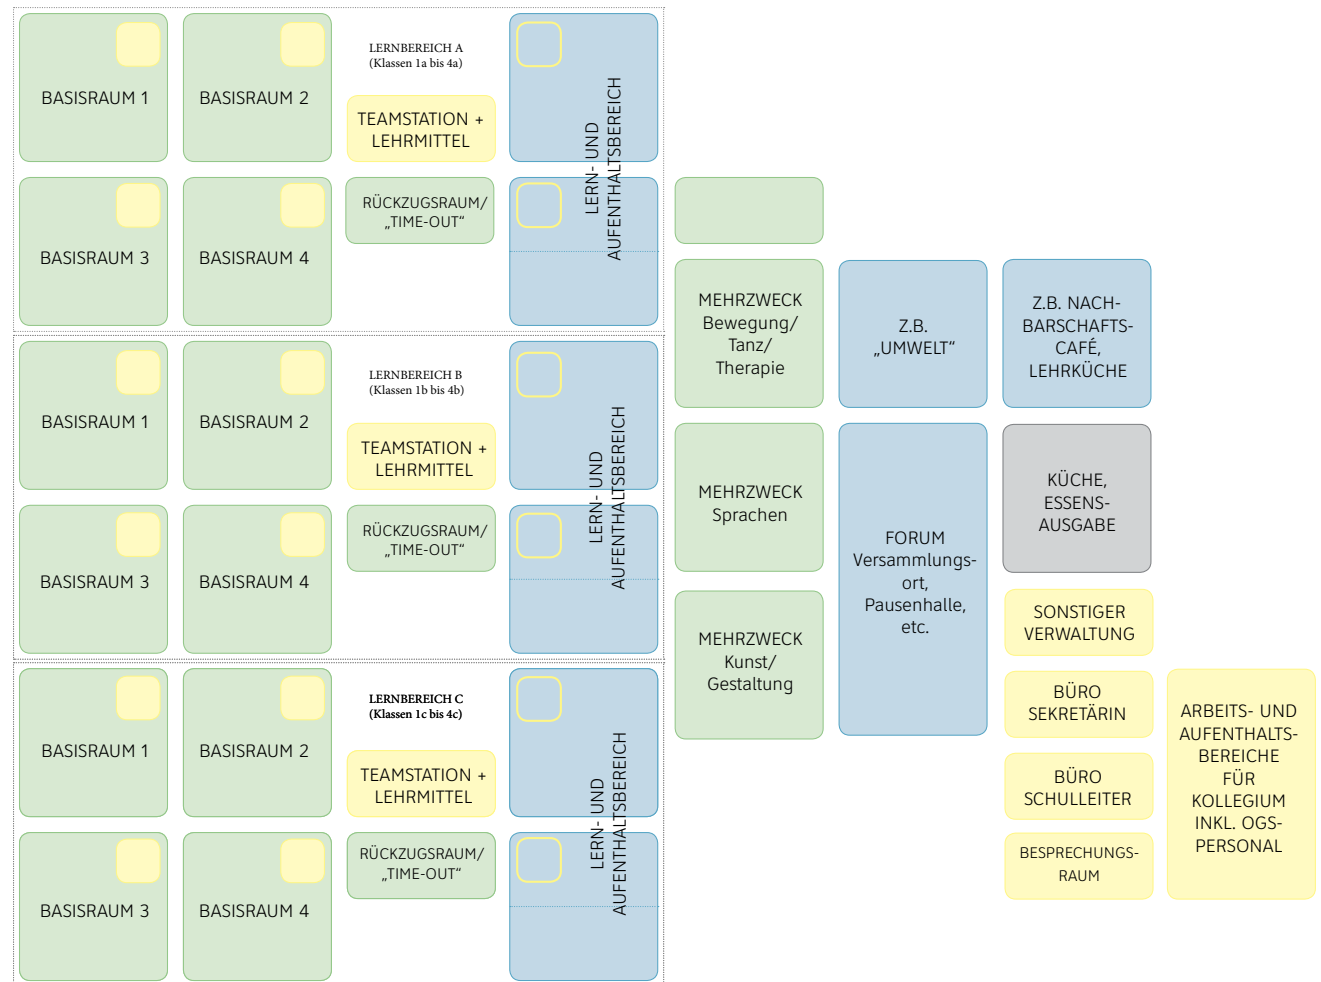 LERNBEREICH A
(Klassen 1a bis 4a)
BASISRAUM 1
BASISRAUM 2
TEAMSTATION +
LEHRMITTEL
LERN- UND
AUFENTHALTSBEREICH
RÜCKZUGSRAUM/
„TIME-OUT“
BASISRAUM 3
BASISRAUM 4
LERNBEREICH B
(Klassen 1b bis 4b)
BASISRAUM 1
BASISRAUM 2
TEAMSTATION +
LEHRMITTEL
LERN- UND
AUFENTHALTSBEREICH
RÜCKZUGSRAUM/
„TIME-OUT“
BASISRAUM 3
BASISRAUM 4
LERNBEREICH C
(Klassen 1c bis 4c)
BASISRAUM 1
BASISRAUM 2
TEAMSTATION +
LEHRMITTEL
LERN- UND
AUFENTHALTSBEREICH
RÜCKZUGSRAUM/
„TIME-OUT“
BASISRAUM 3
BASISRAUM 4
MEHRZWECK
Bewegung/
Tanz/
Therapie
MEHRZWECK
Sprachen
MEHRZWECK
Kunst/
Gestaltung
Z.B.
„UMWELT“
FORUM
Versammlungs-
ort,
Pausenhalle,
etc.
Z.B. NACH-
BARSCHAFTS-
CAFÉ,
LEHRKÜCHE
KÜCHE,
ESSENS-
AUSGABE
SONSTIGER
VERWALTUNG
BÜRO
SEKRETÄRIN
BÜRO
SCHULLEITER
BESPRECHUNGS-
RAUM
ARBEITS- UND
AUFENTHALTS-
BEREICHE
FÜR
KOLLEGIUM
INKL. OGS-
PERSONAL